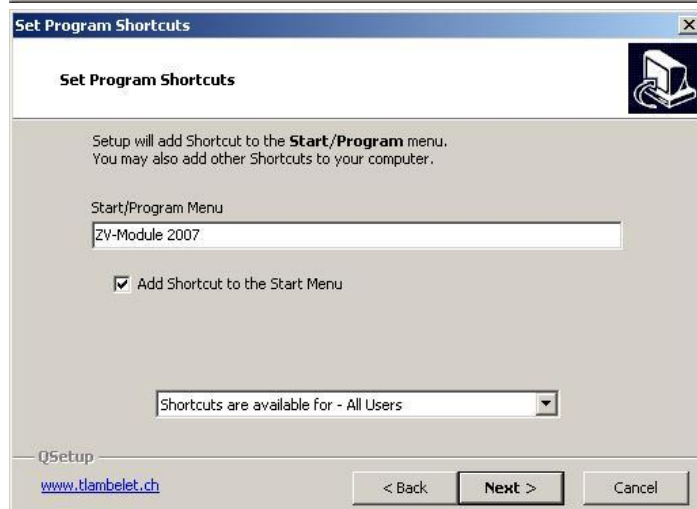 Set Program Shortcuts
Set Program Shortcuts
Setup will add Shortcut to the Start/Program menu.
You may also add other Shortcuts to your computer.
Start/Program Menu
ZV-Module 2007
Add Shortcut to the Start Menu
Shortcuts are available for - All Users
QSetup
www.tlambelet.ch
< Back
Next >
Cancel